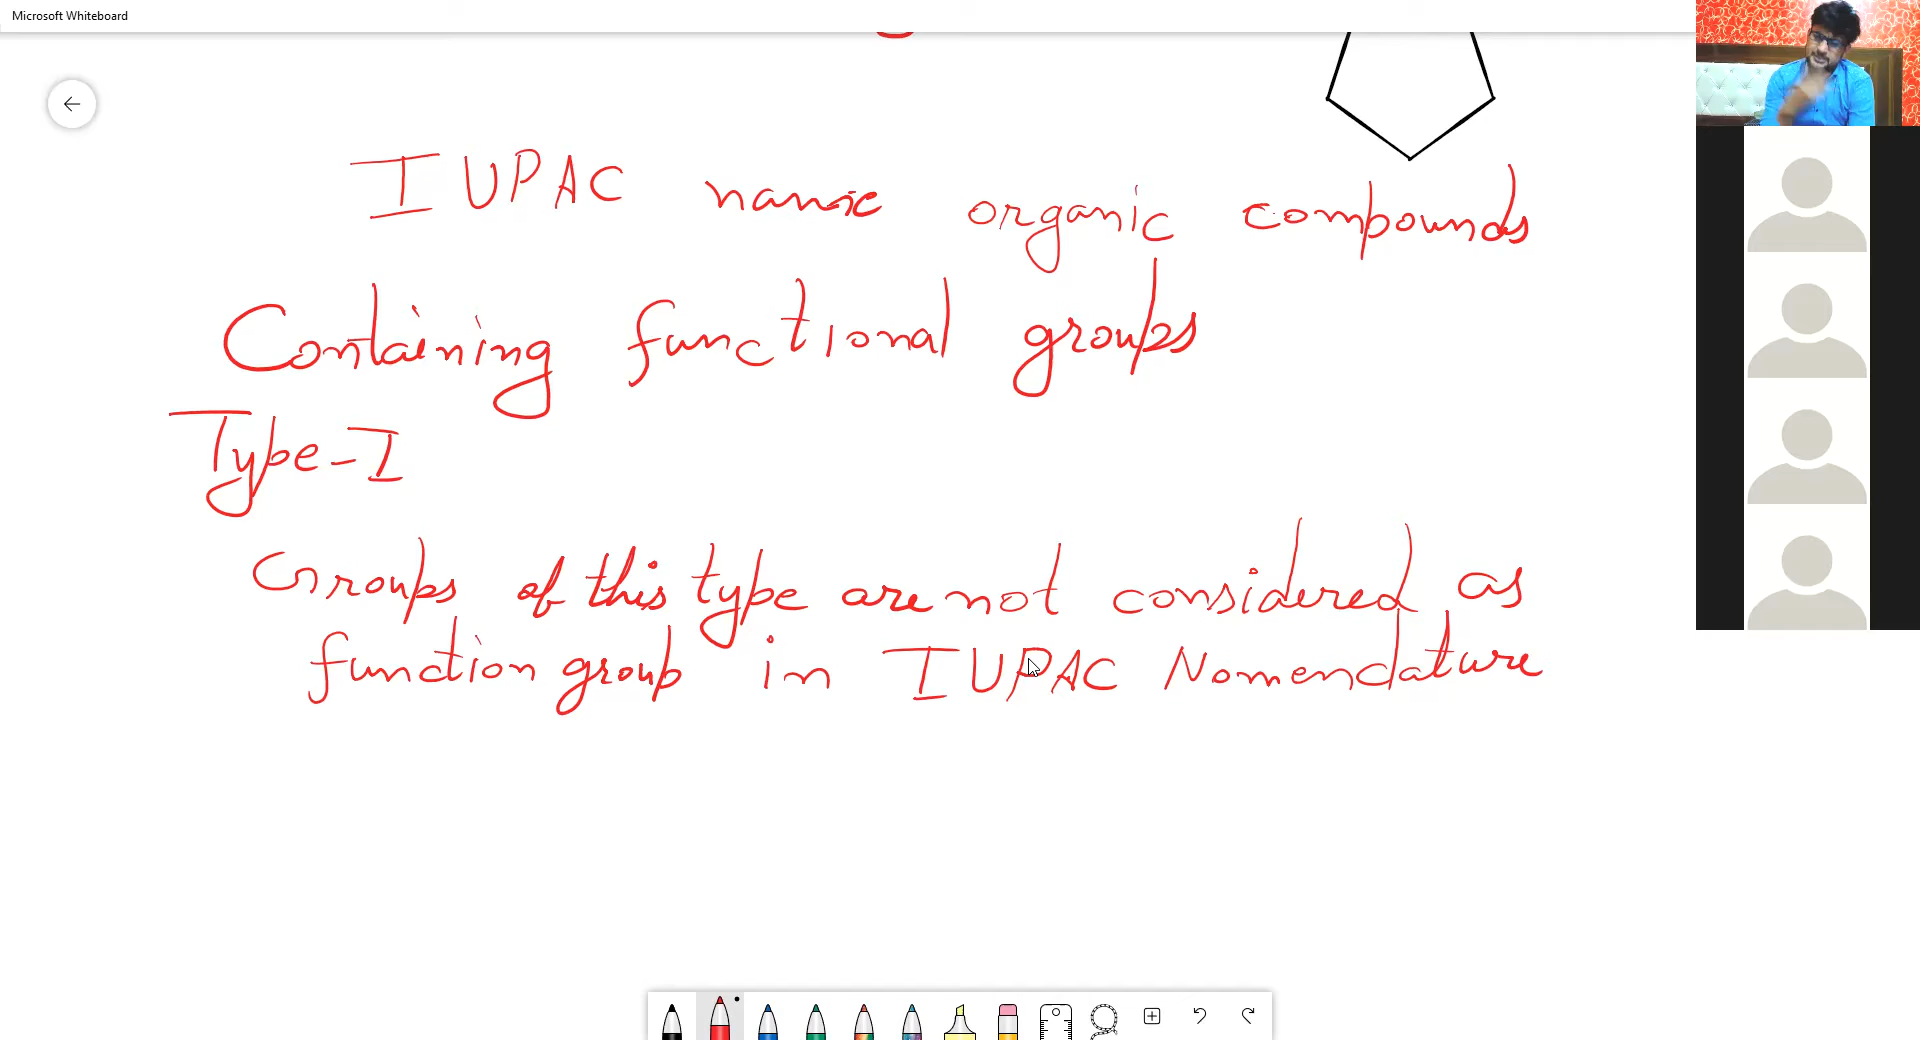 Microsoft Whiteboard
IUPAC name organic compounds
Containing functional groups
Type-I
Groups of this type are not considered as
function group in IUPAC Nomenclature